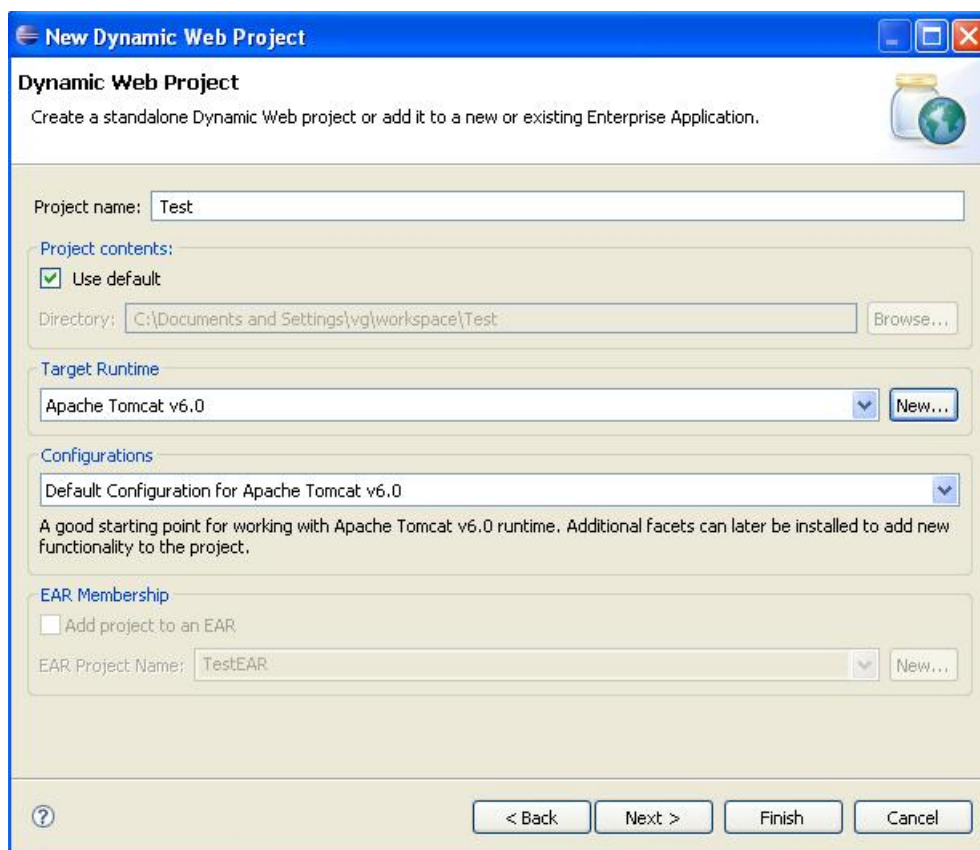 New Dynamic Web Project
Dynamic Web Project
Create a standalone Dynamic Web project or add it to a new or existing Enterprise Application.
Project name: Test
Project contents:
Use default
Directory: C:\Documents and Settings\vg\workspace\Test Browse...
Target Runtime
Apache Tomcat v6.0 New...
Configurations
Default Configuration for Apache Tomcat v6.0
A good starting point for working with Apache Tomcat v6.0 runtime. Additional facets can later be installed to add new
functionality to the project.
EAR Membership
Add project to an EAR
EAR Project Name: TestEAR New...
? < Back Next > Finish Cancel